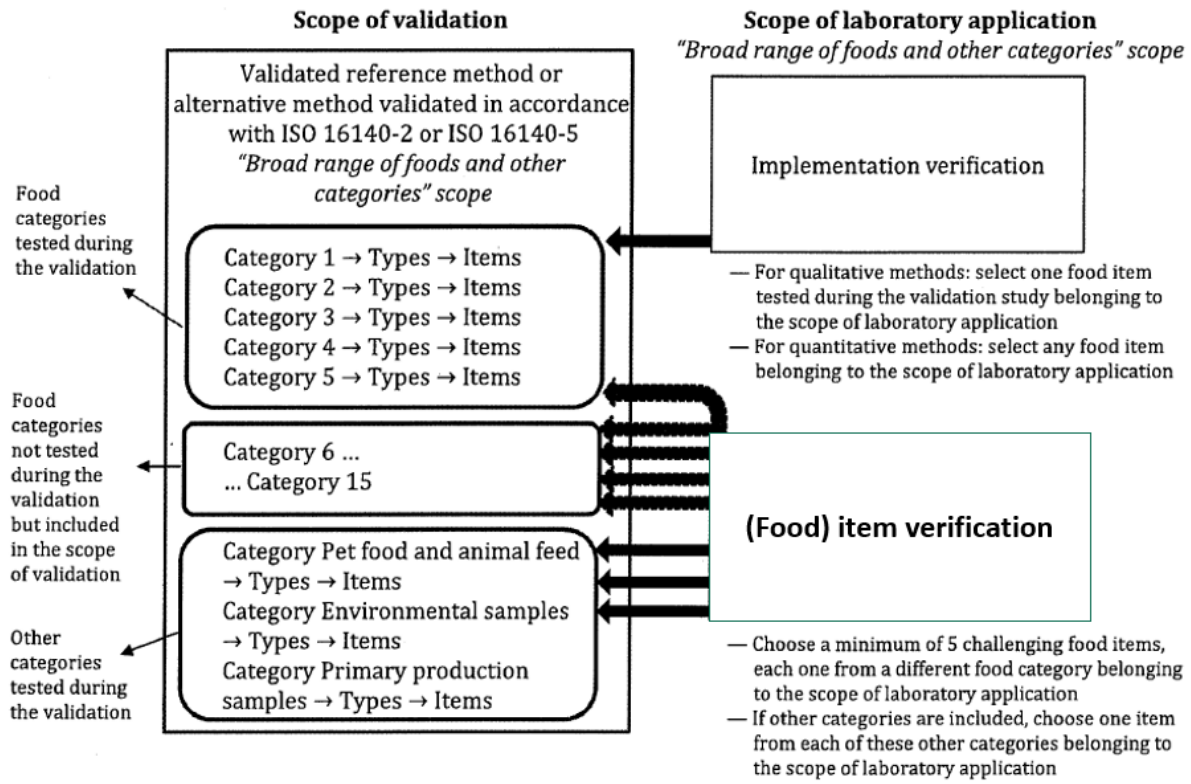 Scope of validation
Validated reference method or
alternative method validated in accordance
with ISO 16140-2 or ISO 16140-5
“Broad range of foods and other
categories” scope
Food
categories
tested during
the validation
Category 1 → Types → Items
Category 2 → Types → Items
Category 3 → Types → Items
Category 4 → Types → Items
Category 5 → Types → Items
Food
categories
not tested
during the
validation
but included
in the scope
of validation
Category 6 ...
... Category 15
Other
categories
tested during
the validation
Category Pet food and animal feed
→ Types → Items
Category Environmental samples
→ Types → Items
Category Primary production
samples → Types → Items
Scope of laboratory application
“Broad range of foods and other categories” scope
Implementation verification
— For qualitative methods: select one food item
tested during the validation study belonging to
the scope of laboratory application
— For quantitative methods: select any food item
belonging to the scope of laboratory application
(Food) item verification
— Choose a minimum of 5 challenging food items,
each one from a different food category belonging
to the scope of laboratory application
— If other categories are included, choose one item
from each of these other categories belonging to
the scope of laboratory application